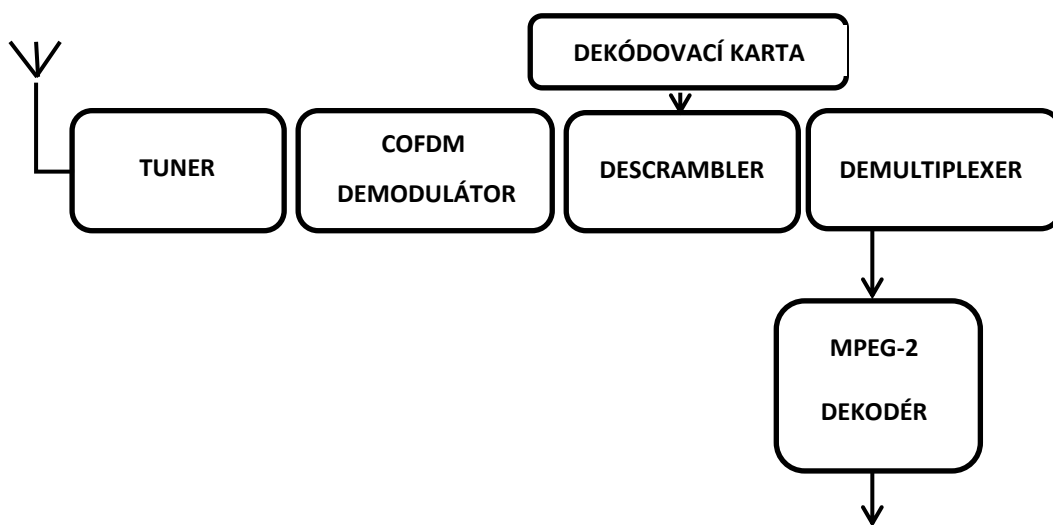 DEKÓDOVACÍ KARTA
TUNER
COFDM
DEMODULÁTOR
DESCRAMBLER
DEMULTIPLEXER
MPEG-2
DEKODÉR